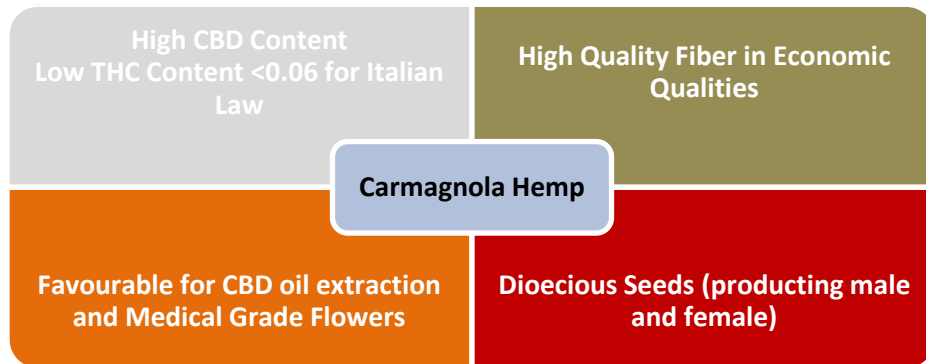 High CBD Content
Low THC Content <0.06 for Italian
Law
High Quality Fiber in Economic
Qualities
Carmagnola Hemp
Favourable for CBD oil extraction
and Medical Grade Flowers
Dioecious Seeds (producting male
and female)